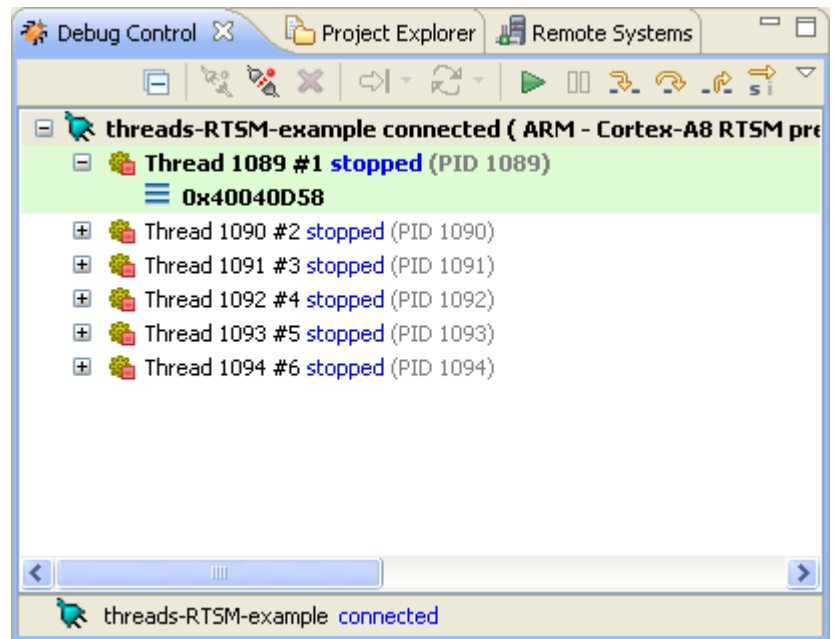 Debug Control Project Explorer Remote Systems
threads-RTSM-example connected ( ARM - Cortex-A8 RTSM pre
Thread 1089 #1 stopped (PID 1089)
0x40040D58
Thread 1090 #2 stopped (PID 1090)
Thread 1091 #3 stopped (PID 1091)
Thread 1092 #4 stopped (PID 1092)
Thread 1093 #5 stopped (PID 1093)
Thread 1094 #6 stopped (PID 1094)
threads-RTSM-example connected